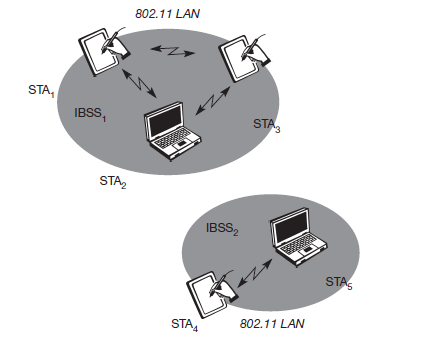 802.11 LAN
STA1
IBSS1
STA3
STA2
IBSS2
STA5
STA4
802.11 LAN